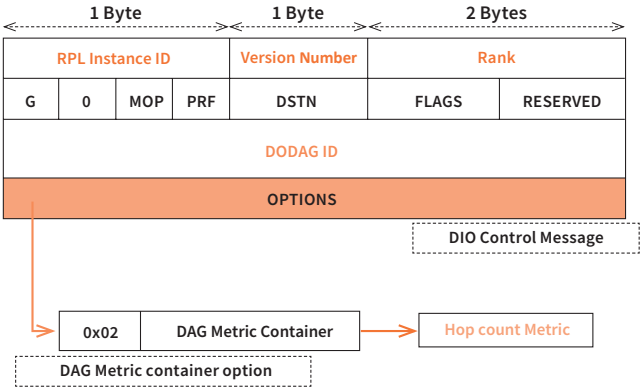 1 Byte 1 Byte 2 Bytes
RPL Instance ID Version Number Rank
G 0 MOP PRF DSTN FLAGS RESERVED
DODAG ID
OPTIONS
DIO Control Message
0x02 DAG Metric Container Hop count Metric
DAG Metric container option